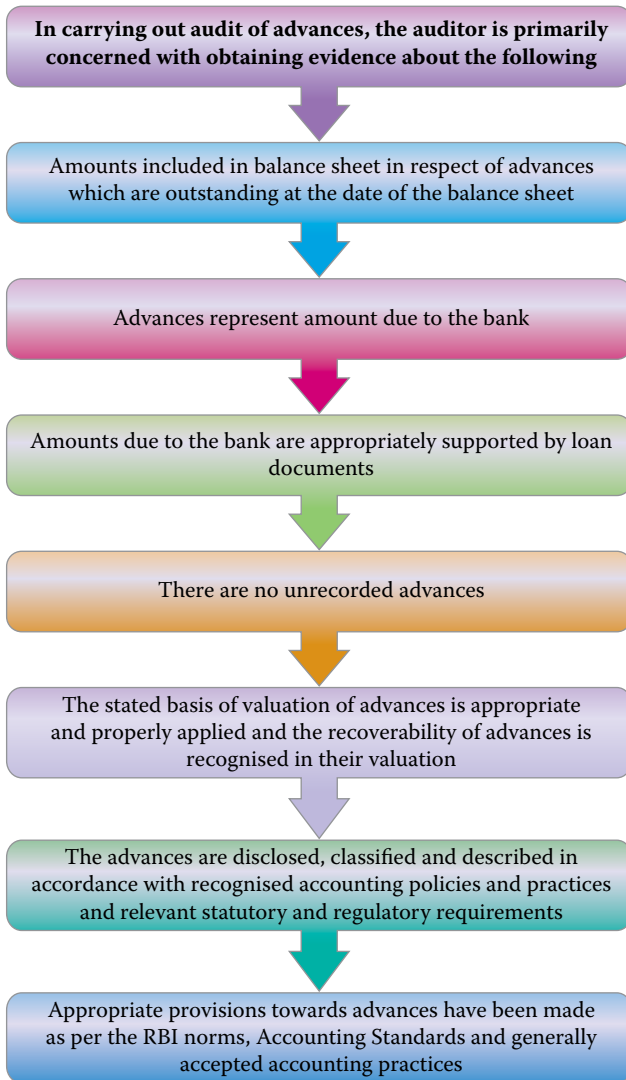 In carrying out audit of advances, the auditor is primarily
concerned with obtaining evidence about the following
Amounts included in balance sheet in respect of advances
which are outstanding at the date of the balance sheet
Advances represent amount due to the bank
Amounts due to the bank are appropriately supported by loan
documents
There are no unrecorded advances
The stated basis of valuation of advances is appropriate
and properly applied and the recoverability of advances is
recognised in their valuation
The advances are disclosed, classified and described in
accordance with recognised accounting policies and practices
and relevant statutory and regulatory requirements
Appropriate provisions towards advances have been made
as per the RBI norms, Accounting Standards and generally
accepted accounting practices